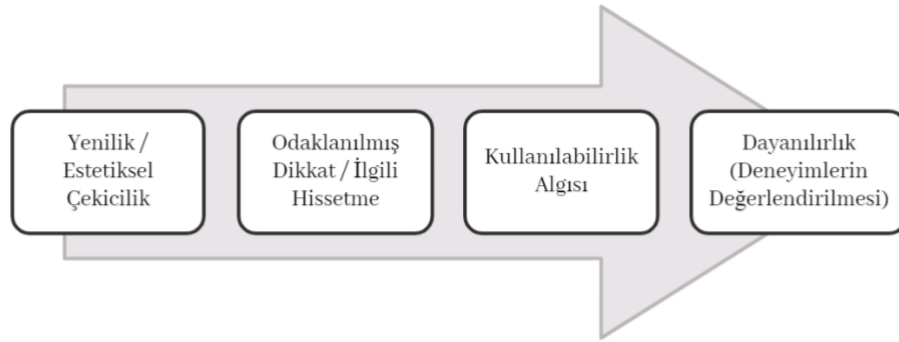 Yenilik /
Estetiksel
Çekicilik
Odaklanılmış
Dikkat / İlgili
Hissetme
Kullanılabilirlik
Algısı
Dayanılırlık
(Deneyimlerin
Değerlendirilmesi)